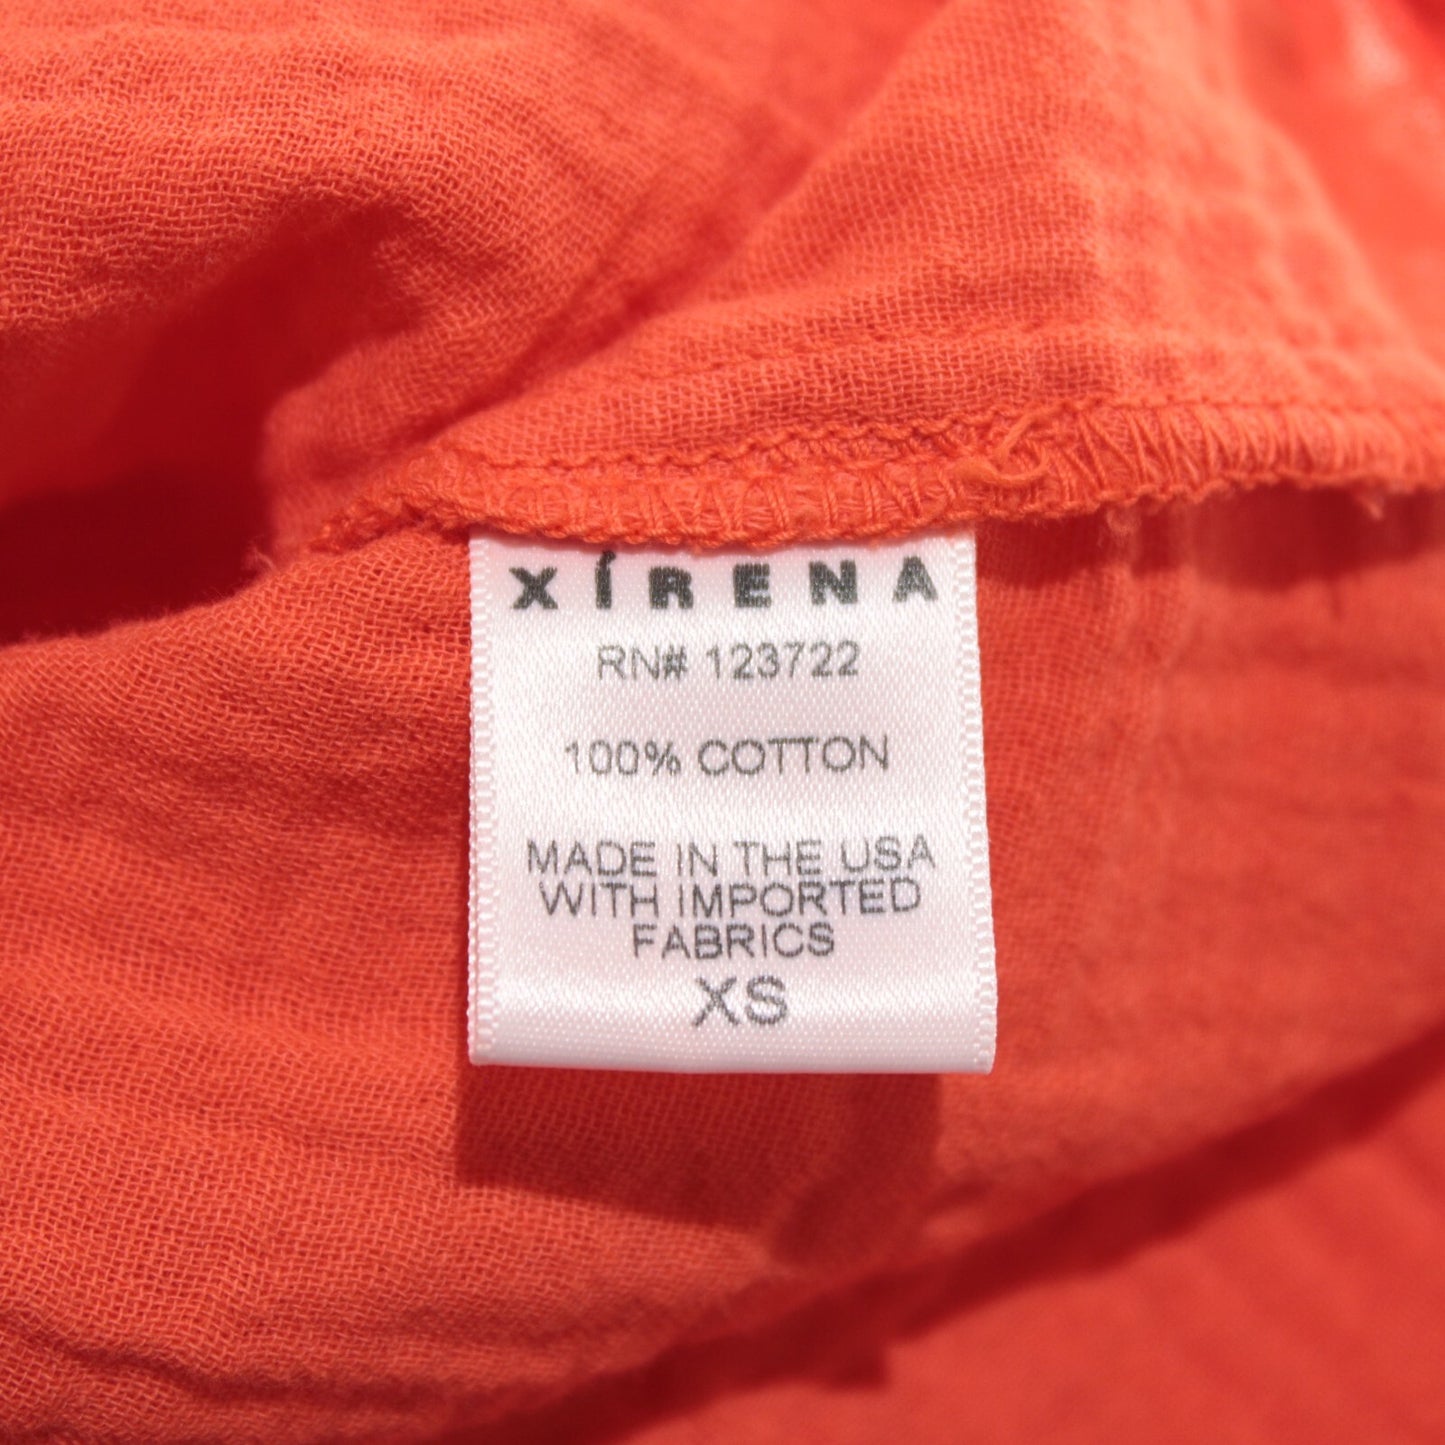 XÍRENA
RN# 123722
100% COTTON
MADE IN THE USA
WITH IMPORTED
FABRICS
XS